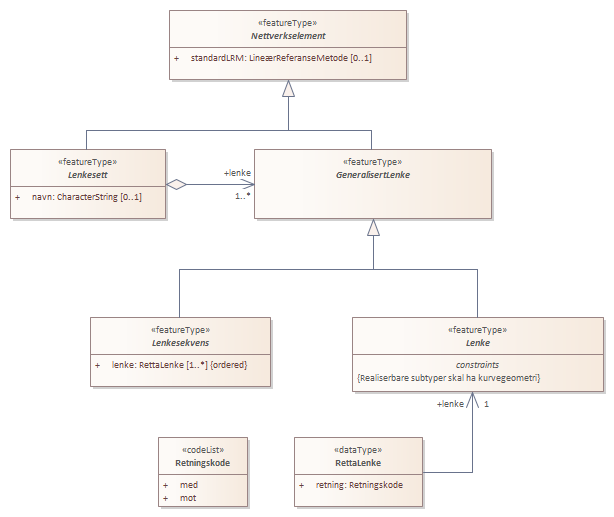 «featureType»
Nettverkselement
+ standardLRM: LineærReferanseMetode [0..1]
«featureType»
Lenkesett
+ navn: CharacterString [0..1]
+lenke
1..*
«featureType»
GeneralisertLenke
«featureType»
Lenkesekvens
+ lenke: RettaLenke [1..*] {ordered}
«featureType»
Lenke
constraints
{Realiserbare subtyper skal ha kurvegeometri}
+lenke 1
«codeList»
Retningskode
+ med
+ mot
«dataType»
RettaLenke
+ retning: Retningskode